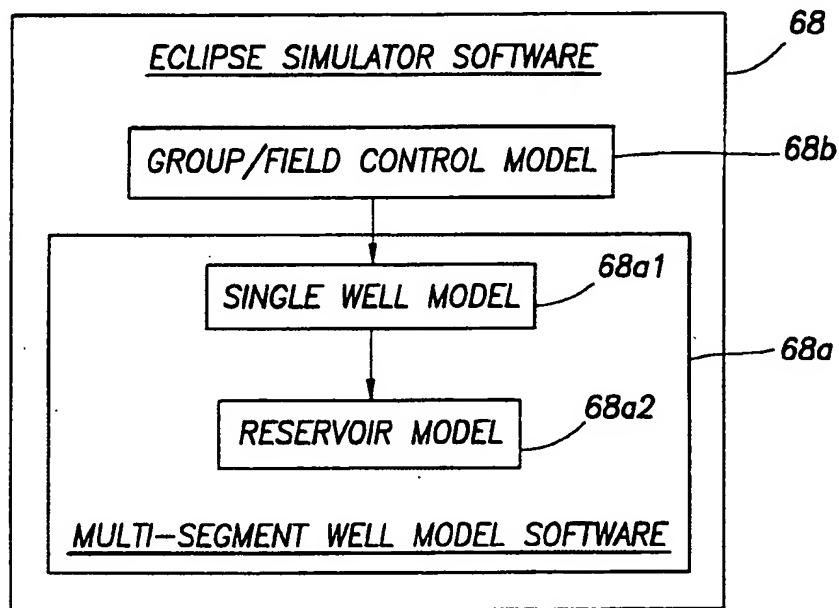 68
ECLIPSE SIMULATOR SOFTWARE
GROUP/FIELD CONTROL MODEL
68b
SINGLE WELL MODEL
68a1
68a
RESERVOIR MODEL
68a2
MULTI-SEGMENT WELL MODEL SOFTWARE